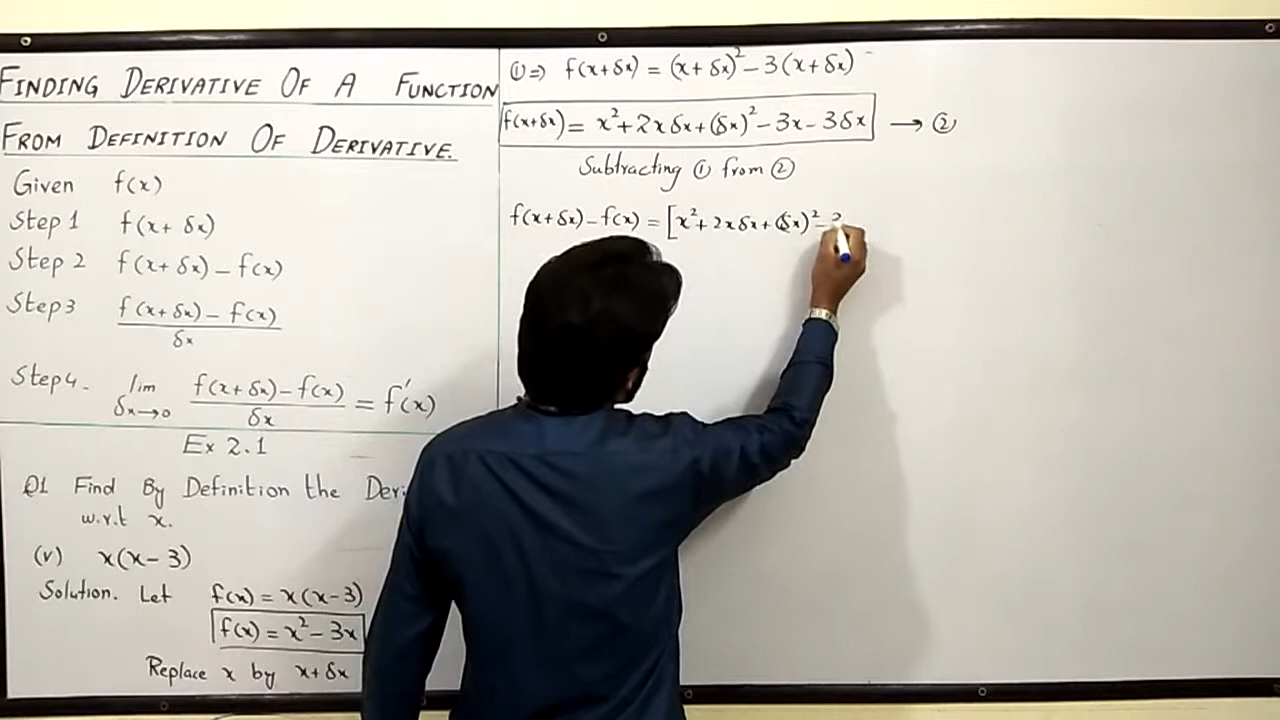 FINDING DERIVATIVE OF A FUNCTION
FROM DEFINITION OF DERIVATIVE.
Given f(x)
Step 1 f(x+ δx)
Step 2 f(x+δx) – f(x)
Step 3 f(x+δx) – f(x)
δx
Step 4. lim f(x+δx) – f(x) = f'(x)
δx→0 δx
Ex 2.1
Q1 Find By Definition the
w.r.t x.
(v) x(x – 3)
Solution. Let f(x) = x(x–3)
f(x) = x² – 3x
Replace x by x+δx
①⇒ f(x+δx) = (x+δx)² – 3(x+δx)
f(x+δx) = x² + 2xδx + (δx)² – 3x – 3δx → ②
Subtracting ① from ②
f(x+δx) – f(x) = [x² + 2xδx + (δx)² –